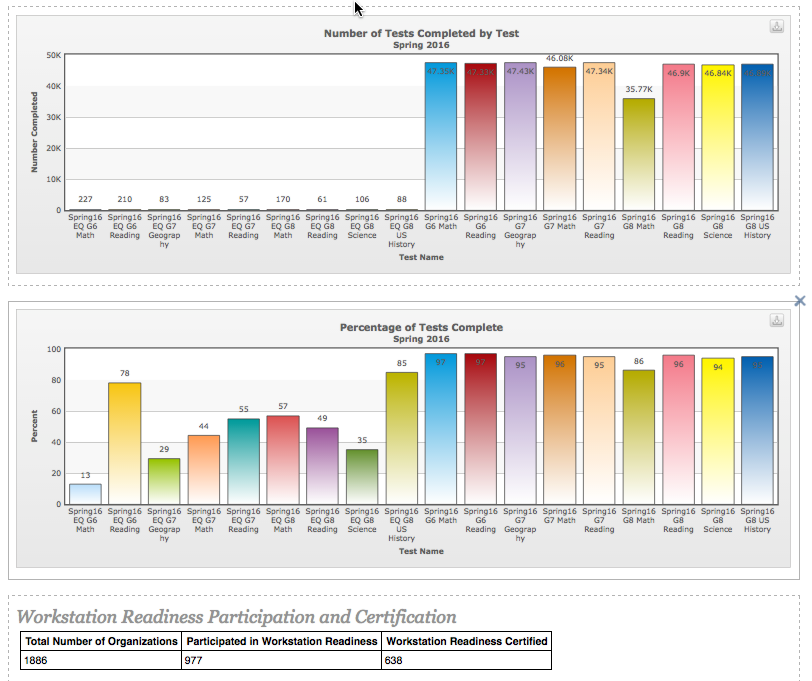 Number of Tests Completed by Test
Spring 2016
50K
40K
30K
20K
10K
0
Number Completed
227
210
83
125
57
170
61
106
88
47.35K
47.43K
46.08K
47.34K
35.77K
46.9K
46.84K
Spring16 EQ G6 Math
Spring16 EQ G6 Reading
Spring16 EQ G7 Geograp hy
Spring16 EQ G7 Math
Spring16 EQ G7 Reading
Spring16 EQ G8 Math
Spring16 EQ G8 Reading
Spring16 EQ G8 Science
Spring16 EQ G8 US History
Spring16 G6 Math
Spring16 G6 Reading
Spring16 G7 Geograp hy
Spring16 G7 Math
Spring16 G7 Reading
Spring16 G8 Math
Spring16 G8 Reading
Spring16 G8 Science
Spring16 G8 US History
Test Name
Percentage of Tests Complete
Spring 2016
100
80
60
40
20
0
Percent
13
78
29
44
55
57
49
35
85
97
97
95
96
95
86
96
94
Spring16 EQ G6 Math
Spring16 EQ G6 Reading
Spring16 EQ G7 Geograp hy
Spring16 EQ G7 Math
Spring16 EQ G7 Reading
Spring16 EQ G8 Math
Spring16 EQ G8 Reading
Spring16 EQ G8 Science
Spring16 EQ G8 US History
Spring16 G6 Math
Spring16 G6 Reading
Spring16 G7 Geograp hy
Spring16 G7 Math
Spring16 G7 Reading
Spring16 G8 Math
Spring16 G8 Reading
Spring16 G8 Science
Spring16 G8 US History
Test Name
Workstation Readiness Participation and Certification
Total Number of Organizations Participated in Workstation Readiness Workstation Readiness Certified
1886 977 638